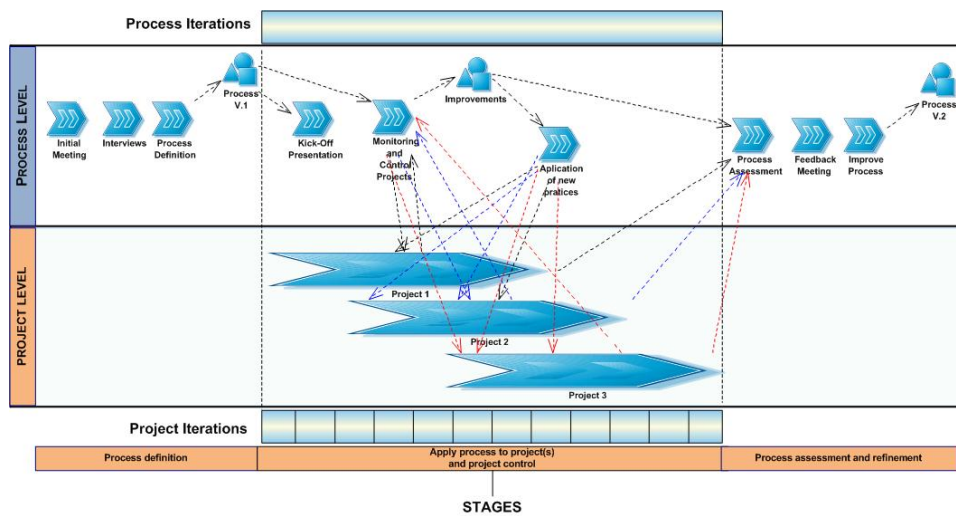 Process Iterations
PROCESS LEVEL
Process
V.1
Improvements
Process
V.2
Initial
Meeting
Interviews
Process
Definition
Kick-Off
Presentation
Monitoring
and
Control
Projects
Aplication
of new
pratices
Process
Assessment
Feedback
Meeting
Improve
Process
PROJECT LEVEL
Project 1
Project 2
Project 3
Project Iterations
Process definition
Apply process to project(s)
and project control
Process assessment and refinement
STAGES